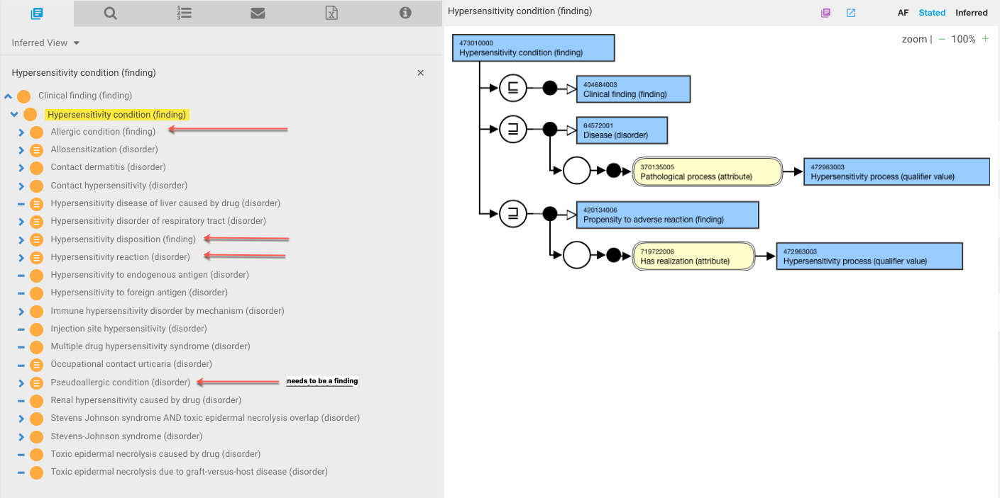 Inferred View
Hypersensitivity condition (finding)
Clinical finding (finding)
Hypersensitivity condition (finding)
Allergic condition (finding)
Allosensitization (disorder)
Contact dermatitis (disorder)
Contact hypersensitivity (disorder)
Hypersensitivity disease of liver caused by drug (disorder)
Hypersensitivity disorder of respiratory tract (disorder)
Hypersensitivity disposition (finding)
Hypersensitivity reaction (disorder)
Hypersensitivity to endogenous antigen (disorder)
Hypersensitivity to foreign antigen (disorder)
Immune hypersensitivity disorder by mechanism (disorder)
Injection site hypersensitivity (disorder)
Multiple drug hypersensitivity syndrome (disorder)
Occupational contact urticaria (disorder)
Pseudoallergic condition (disorder) needs to be a finding
Renal hypersensitivity caused by drug (disorder)
Stevens Johnson syndrome AND toxic epidermal necrolysis overlap (disorder)
Stevens-Johnson syndrome (disorder)
Toxic epidermal necrolysis caused by drug (disorder)
Toxic epidermal necrolysis due to graft-versus-host disease (disorder)
Hypersensitivity condition (finding) AF Stated Inferred
zoom | − 100% +
473010000
Hypersensitivity condition (finding)
⊑
404684003
Clinical finding (finding)
⊒
64572001
Disease (disorder)
370135005
Pathological process (attribute)
472963003
Hypersensitivity process (qualifier value)
⊒
420134006
Propensity to adverse reaction (finding)
719722006
Has realization (attribute)
472963003
Hypersensitivity process (qualifier value)